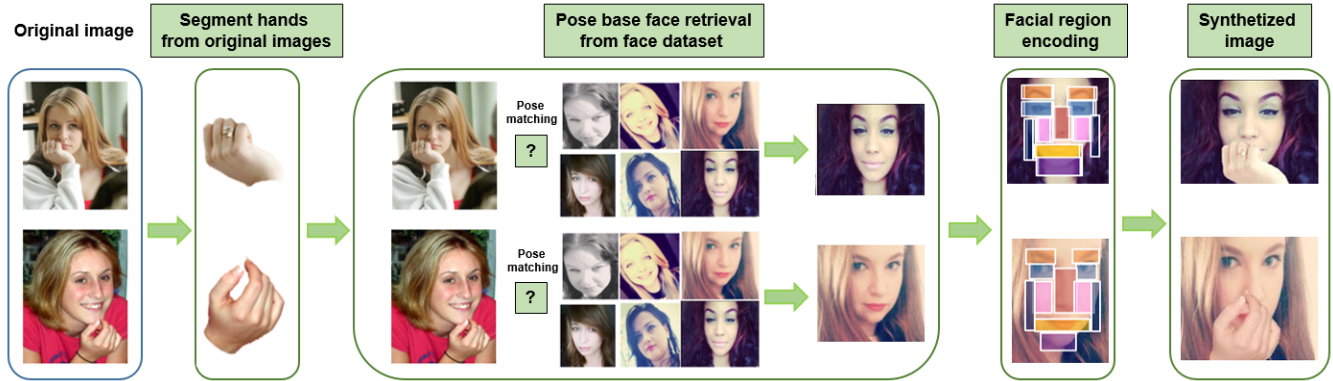 Original image
Segment hands
from original images
Pose base face retrieval
from face dataset
Facial region
encoding
Synthetized
image
Pose
matching
?
Pose
matching
?